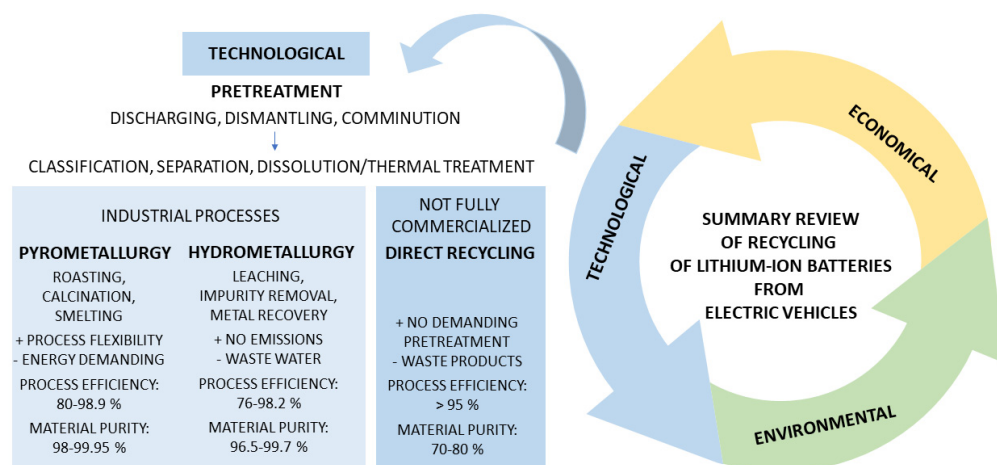 TECHNOLOGICAL
PRETREATMENT
DISCHARGING, DISMANTLING, COMMINUTION
CLASSIFICATION, SEPARATION, DISSOLUTION/THERMAL TREATMENT
INDUSTRIAL PROCESSES
PYROMETALLURGY
ROASTING,
CALCINATION,
SMELTING
+ PROCESS FLEXIBILITY
- ENERGY DEMANDING
PROCESS EFFICIENCY:
80-98.9 %
MATERIAL PURITY:
98-99.95 %
HYDROMETALLURGY
LEACHING,
IMPURITY REMOVAL,
METAL RECOVERY
+ NO EMISSIONS
- WASTE WATER
PROCESS EFFICIENCY:
76-98.2 %
MATERIAL PURITY:
96.5-99.7 %
NOT FULLY
COMMERCIALIZED
DIRECT RECYCLING
+ NO DEMANDING
PRETREATMENT
- WASTE PRODUCTS
PROCESS EFFICIENCY:
> 95 %
MATERIAL PURITY:
70-80 %
TECHNOLOGICAL
ECONOMICAL
ENVIRONMENTAL
SUMMARY REVIEW
OF RECYCLING
OF LITHIUM-ION BATTERIES
FROM
ELECTRIC VEHICLES